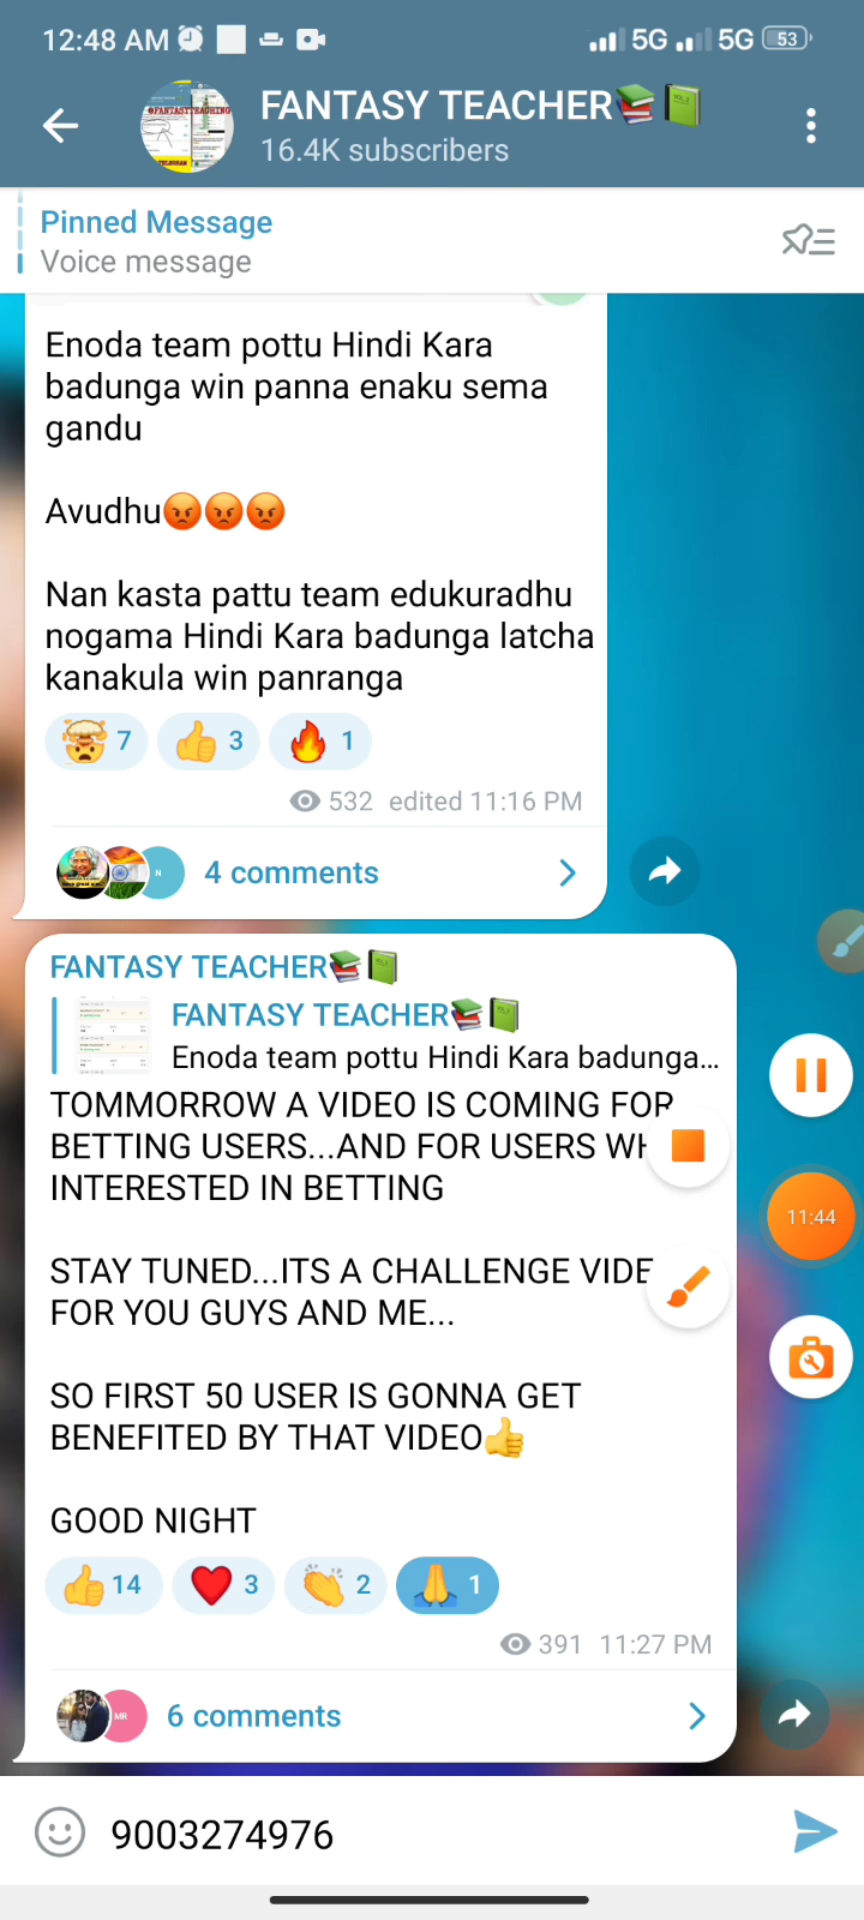 12:48 AM 5G 5G 53
FANTASY TEACHER
16.4K subscribers
Pinned Message
Voice message
Enoda team pottu Hindi Kara
badunga win panna enaku sema
gandu
Avudhu😡😡😡
Nan kasta pattu team edukuradhu
nogama Hindi Kara badunga latcha
kanakula win panranga
🤯 7 👍 3 🔥 1
532 edited 11:16 PM
N
4 comments
FANTASY TEACHER📚📗
FANTASY TEACHER📚📗
Enoda team pottu Hindi Kara badunga...
TOMMORROW A VIDEO IS COMING FOR
BETTING USERS...AND FOR USERS
INTERESTED IN BETTING
11:44
STAY TUNED...ITS A CHALLENGE
FOR YOU GUYS AND ME...
SO FIRST 50 USER IS GONNA GET
BENEFITED BY THAT VIDEO👍
GOOD NIGHT
👍 14 ❤️ 3 👏 2 🙏 1
391 11:27 PM
MR
6 comments
9003274976